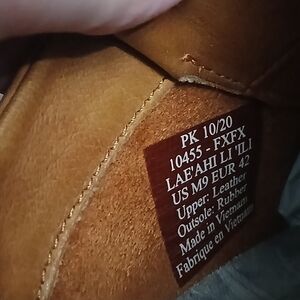 PK 10/20
10455 - FXFX
LAE'AHI LI 'ILI
US M9 EUR 42
Upper: Leather
Outsole: Rubber
Made in Vietnam
Fabriqué en Vietnam